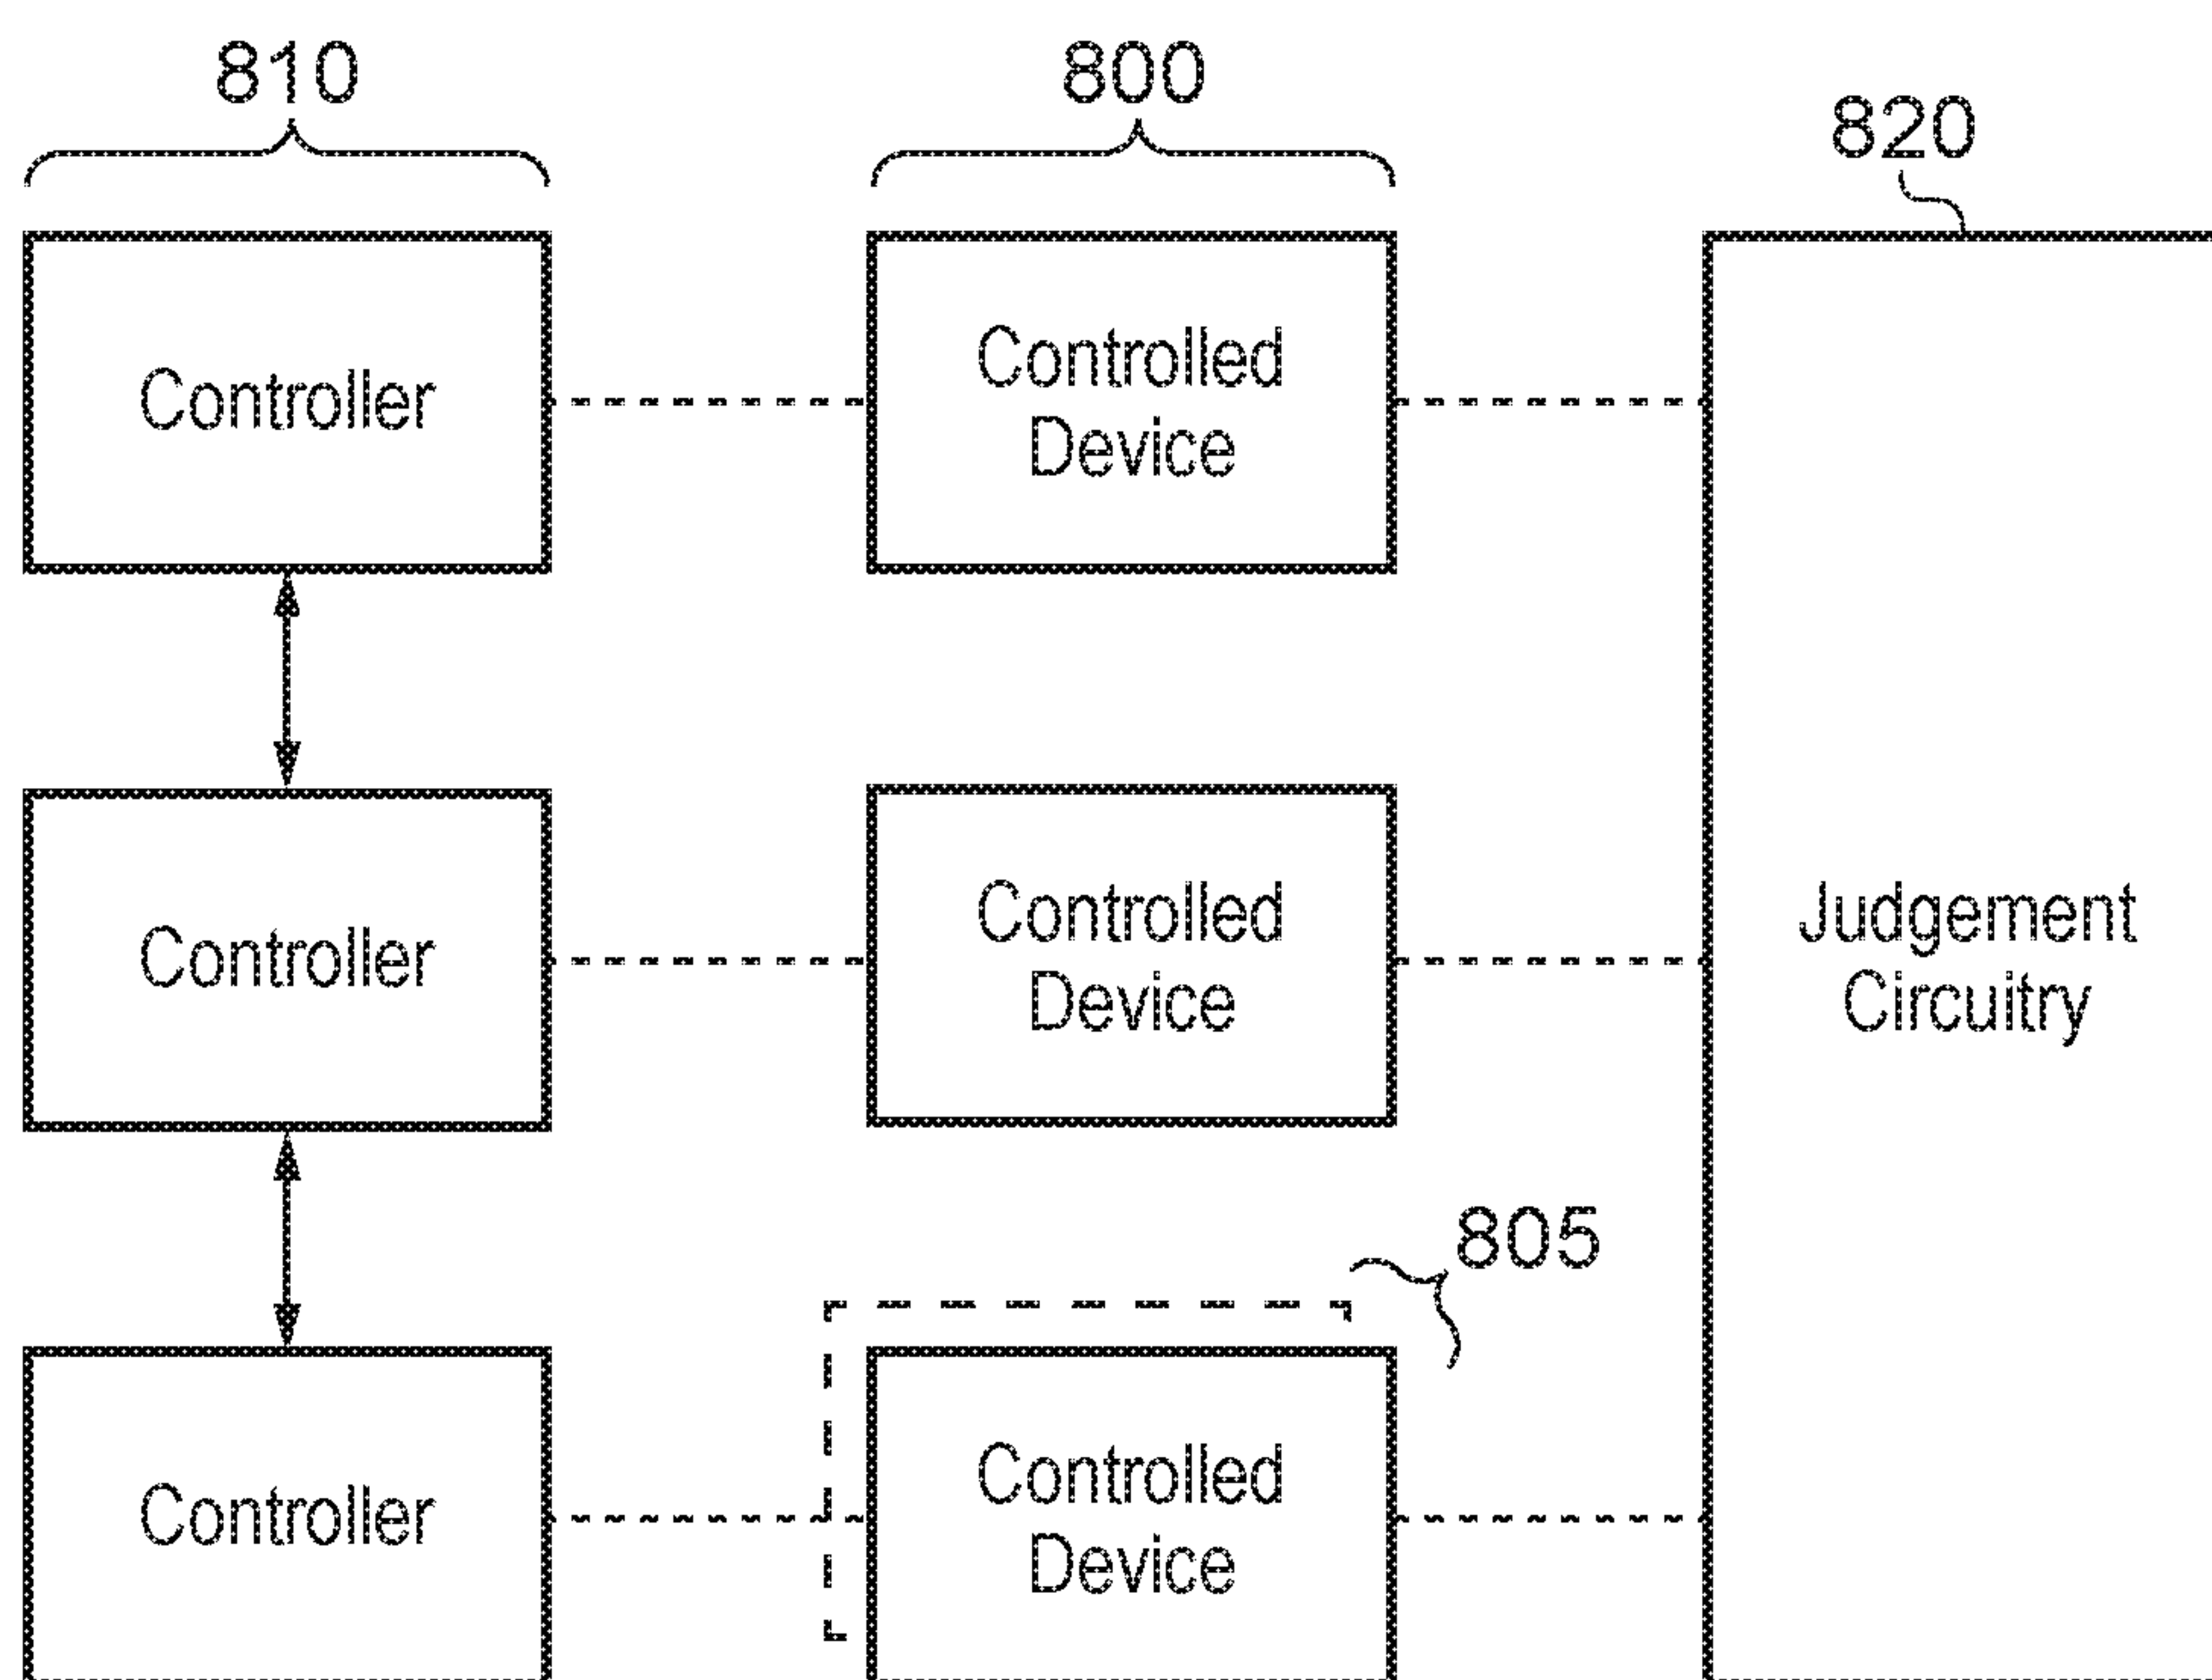 810
800
820
Controller
Controlled
Device
Controller
Controlled
Device
Judgement
Circuitry
805
Controller
Controlled
Device